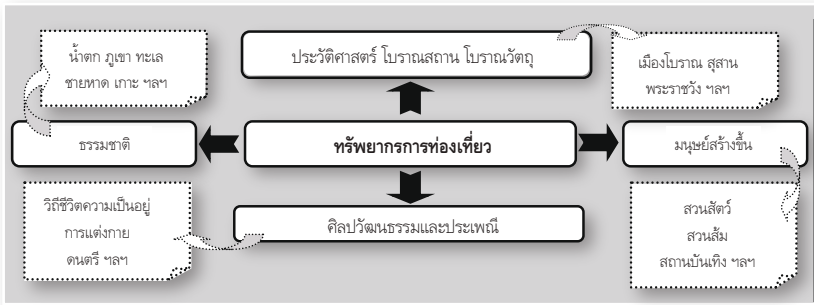 น้ำตก ภูเขา ทะเล
ชายหาด เกาะ ฯลฯ
ประวัติศาสตร์ โบราณสถาน โบราณวัตถุ
เมืองโบราณ สุสาน
พระราชวัง ฯลฯ
ธรรมชาติ
ทรัพยากรการท่องเที่ยว
มนุษย์สร้างขึ้น
วิถีชีวิตความเป็นอยู่
การแต่งกาย
ดนตรี ฯลฯ
ศิลปวัฒนธรรมและประเพณี
สวนสัตว์
สวนส้ม
สถานบันเทิง ฯลฯ